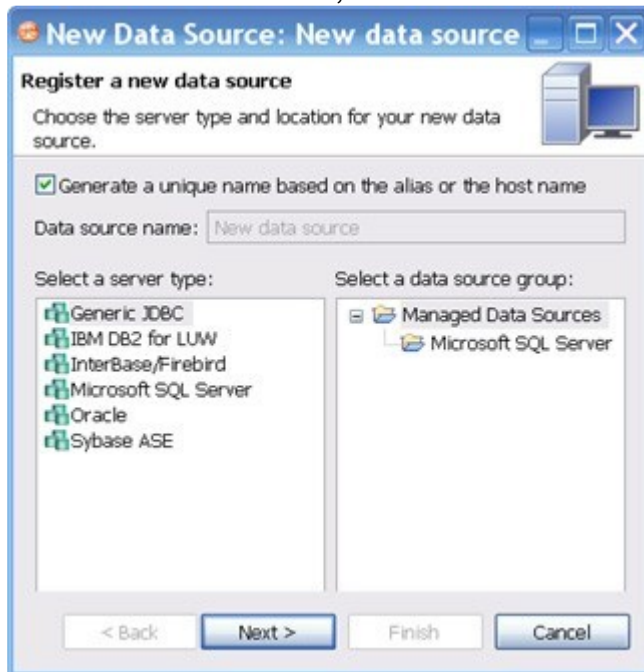 New Data Source: New data source
Register a new data source
Choose the server type and location for your new data
source.
Generate a unique name based on the alias or the host name
Data source name: New data source
Select a server type:
Generic JDBC
IBM DB2 for LUW
InterBase/Firebird
Microsoft SQL Server
Oracle
Sybase ASE
Select a data source group:
Managed Data Sources
Microsoft SQL Server
< Back Next > Finish Cancel